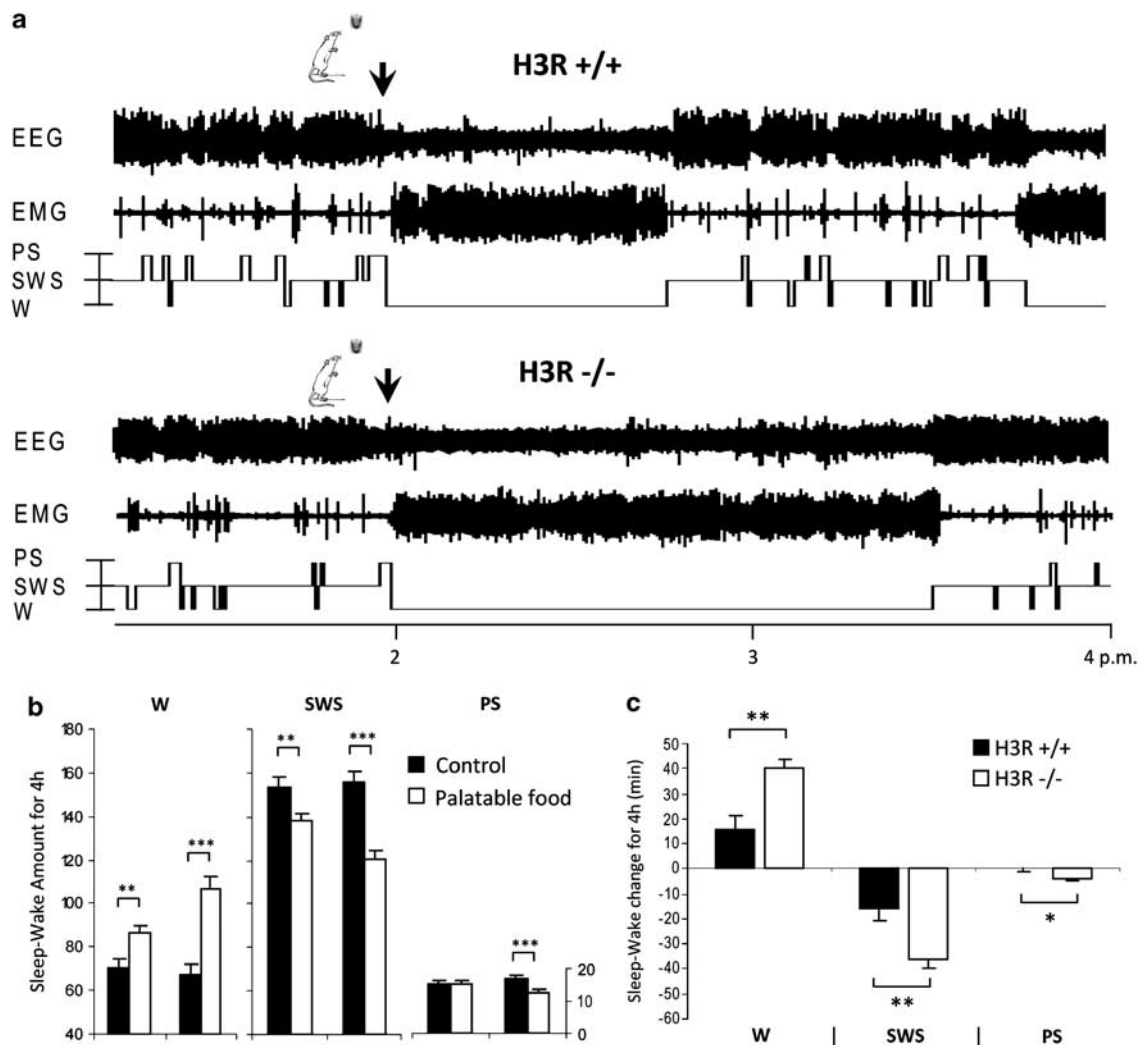 a
H3R +/+
EEG
EMG
PS
SWS
W
H3R -/-
EEG
EMG
PS
SWS
W
2 3 4 p.m.
b W SWS PS
Sleep-Wake Amount for 4h
180
160
140
120
100
80
60
40
** *** ** *** ***
Control
Palatable food
20
10
0
c
Sleep-Wake change for 4h (min)
50
40
30
20
10
0
-10
-20
-30
-40
-50
-60
**
**
*
H3R +/+
H3R -/-
W | SWS | PS |